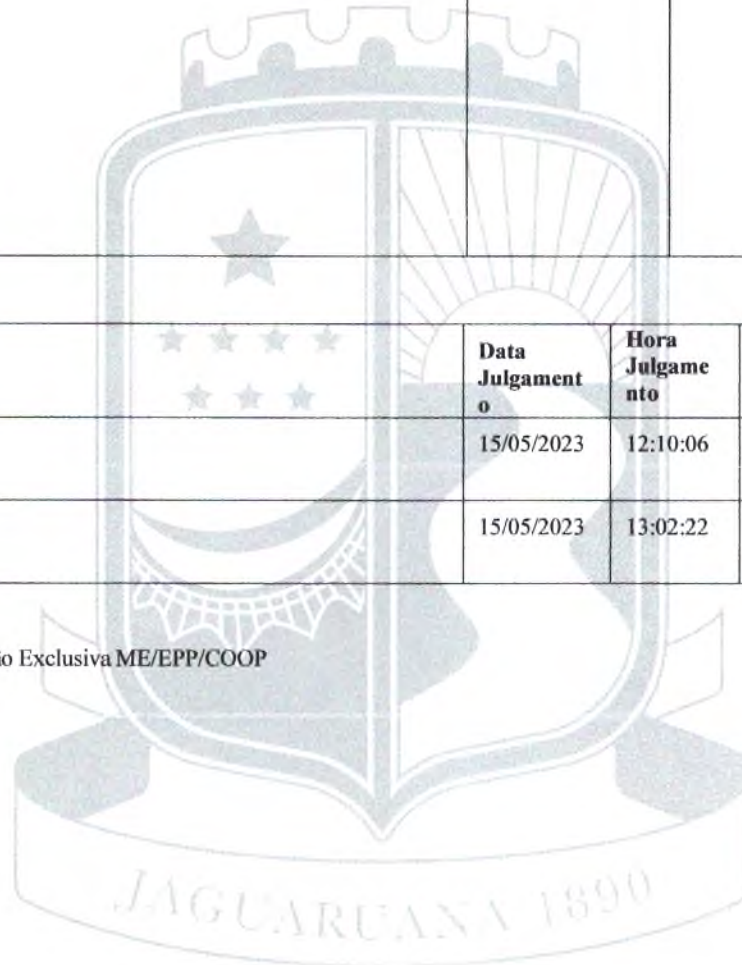 Data Julgament o
Hora Julgame nto
15/05/2023 12:10:06
15/05/2023 13:02:22
o Exclusiva ME/EPP/COOP
JAGUARUANA 1890